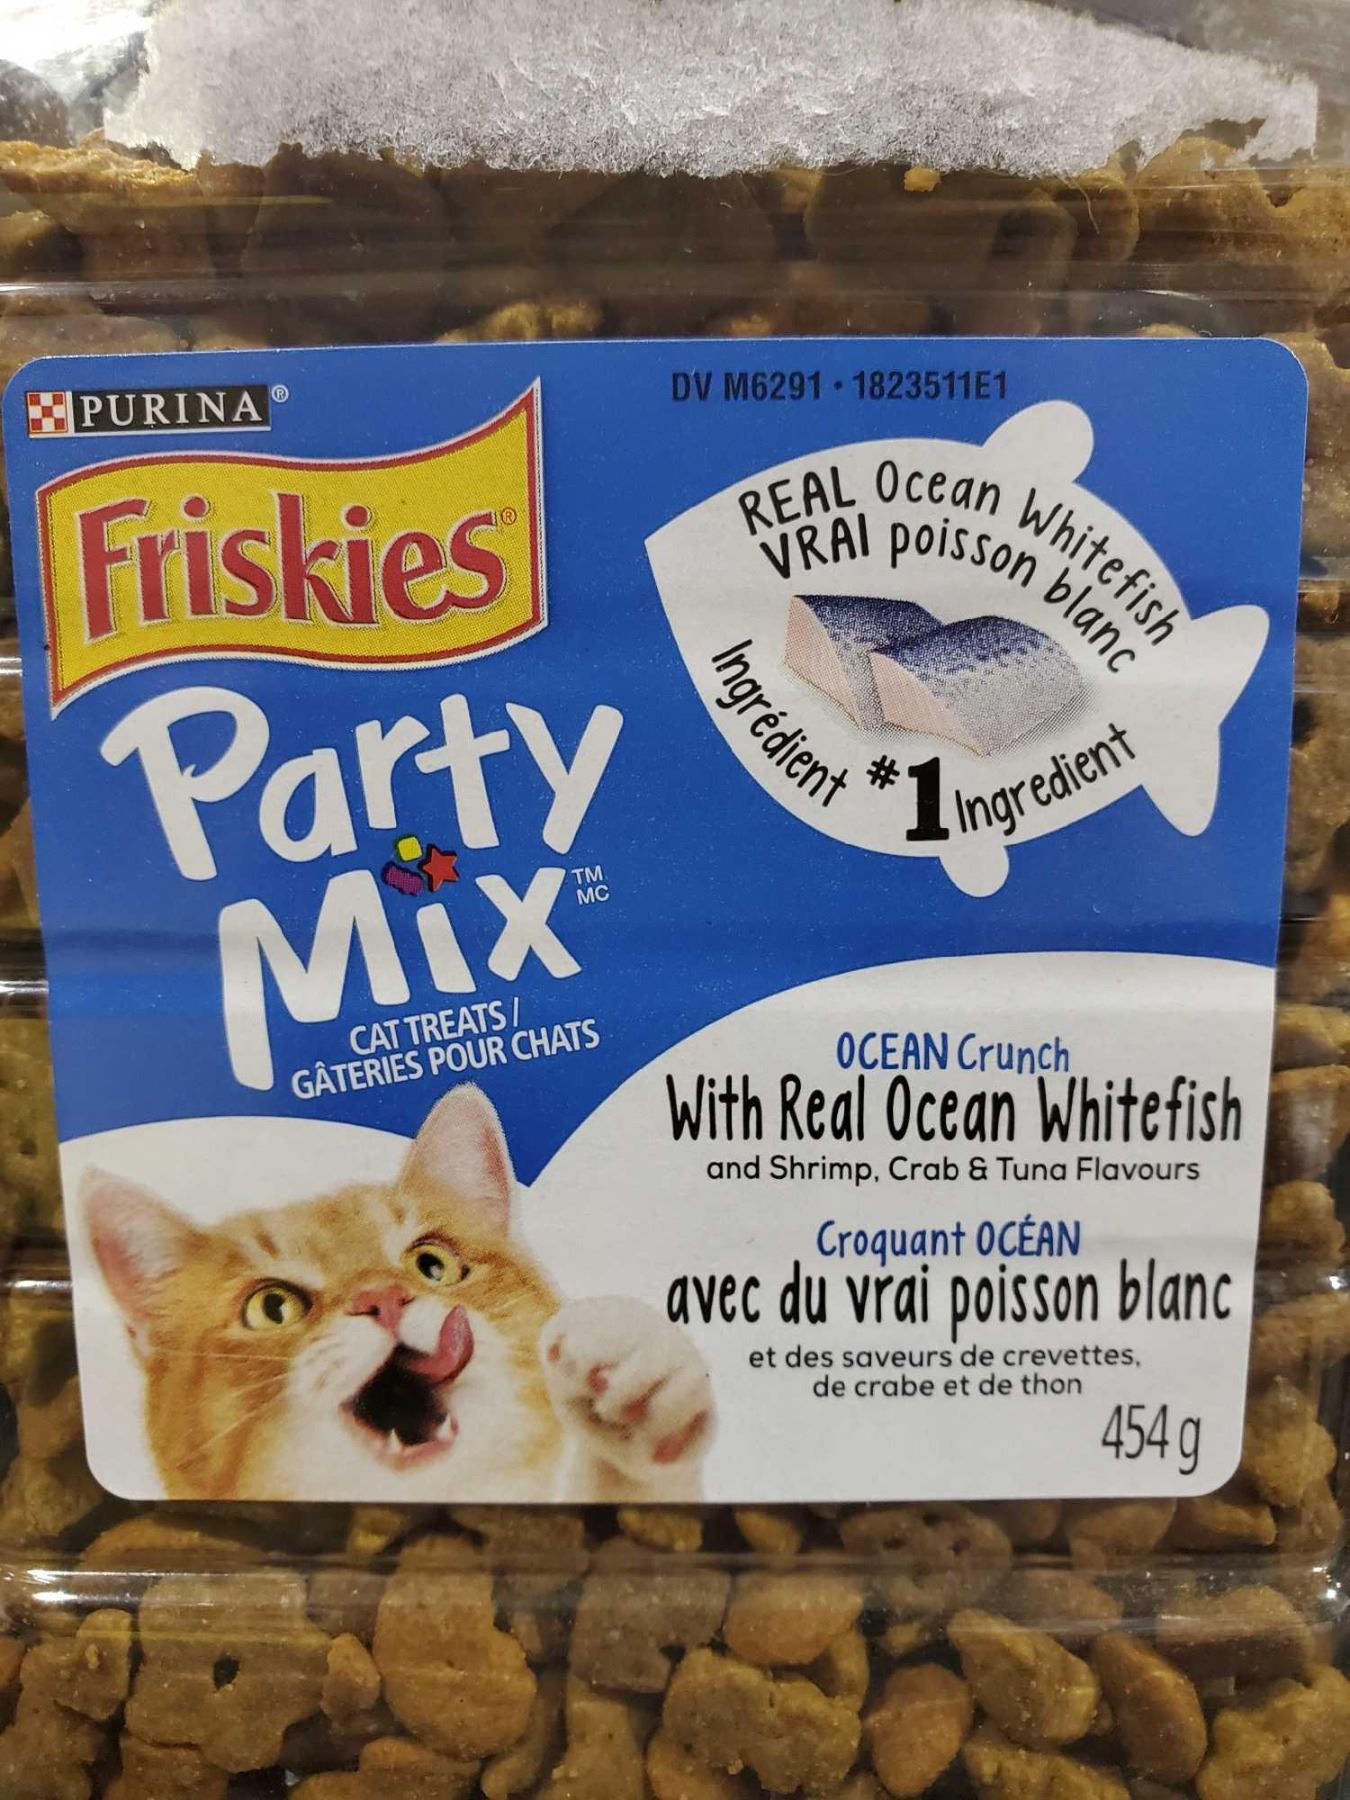 PURINA®
Friskies®
Party
Mix TM
MC
CAT TREATS /
GÂTERIES POUR CHATS
DV M6291 • 1823511E1
REAL Ocean Whitefish
VRAI poisson blanc
Ingrédient #1 Ingredient
OCEAN Crunch
With Real Ocean Whitefish
and Shrimp, Crab & Tuna Flavours
Croquant OCÉAN
avec du vrai poisson blanc
et des saveurs de crevettes,
de crabe et de thon
454 g